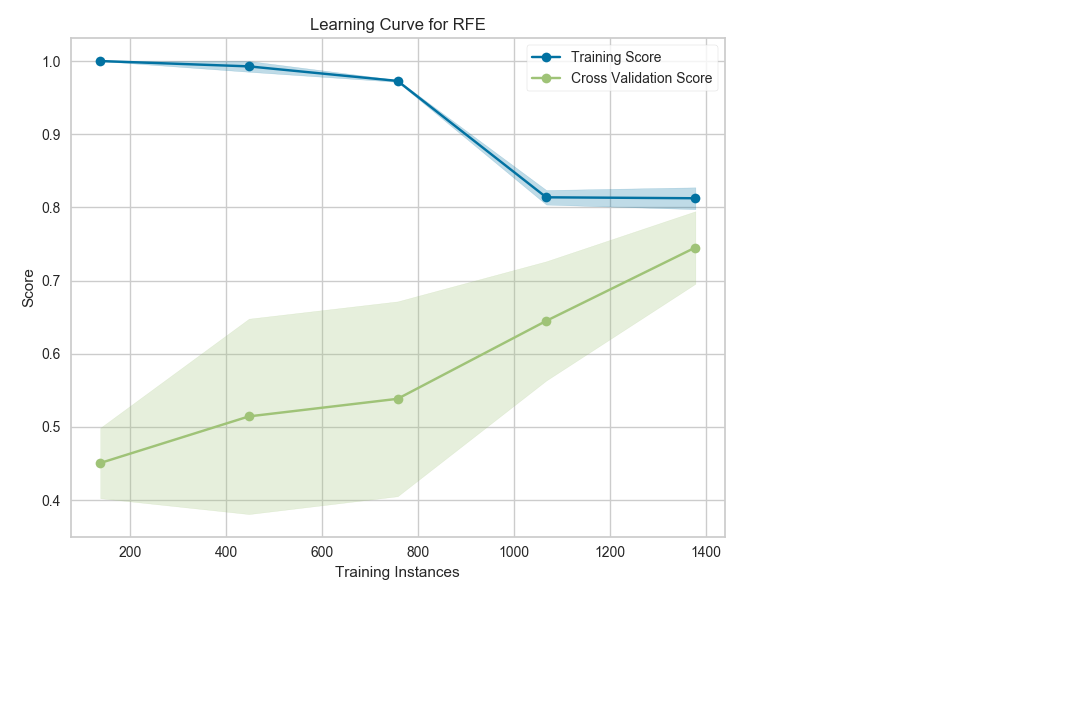 Learning Curve for RFE
Training Score
Cross Validation Score
1.0
0.9
0.8
0.7
0.6
0.5
0.4
Score
200 400 600 800 1000 1200 1400
Training Instances